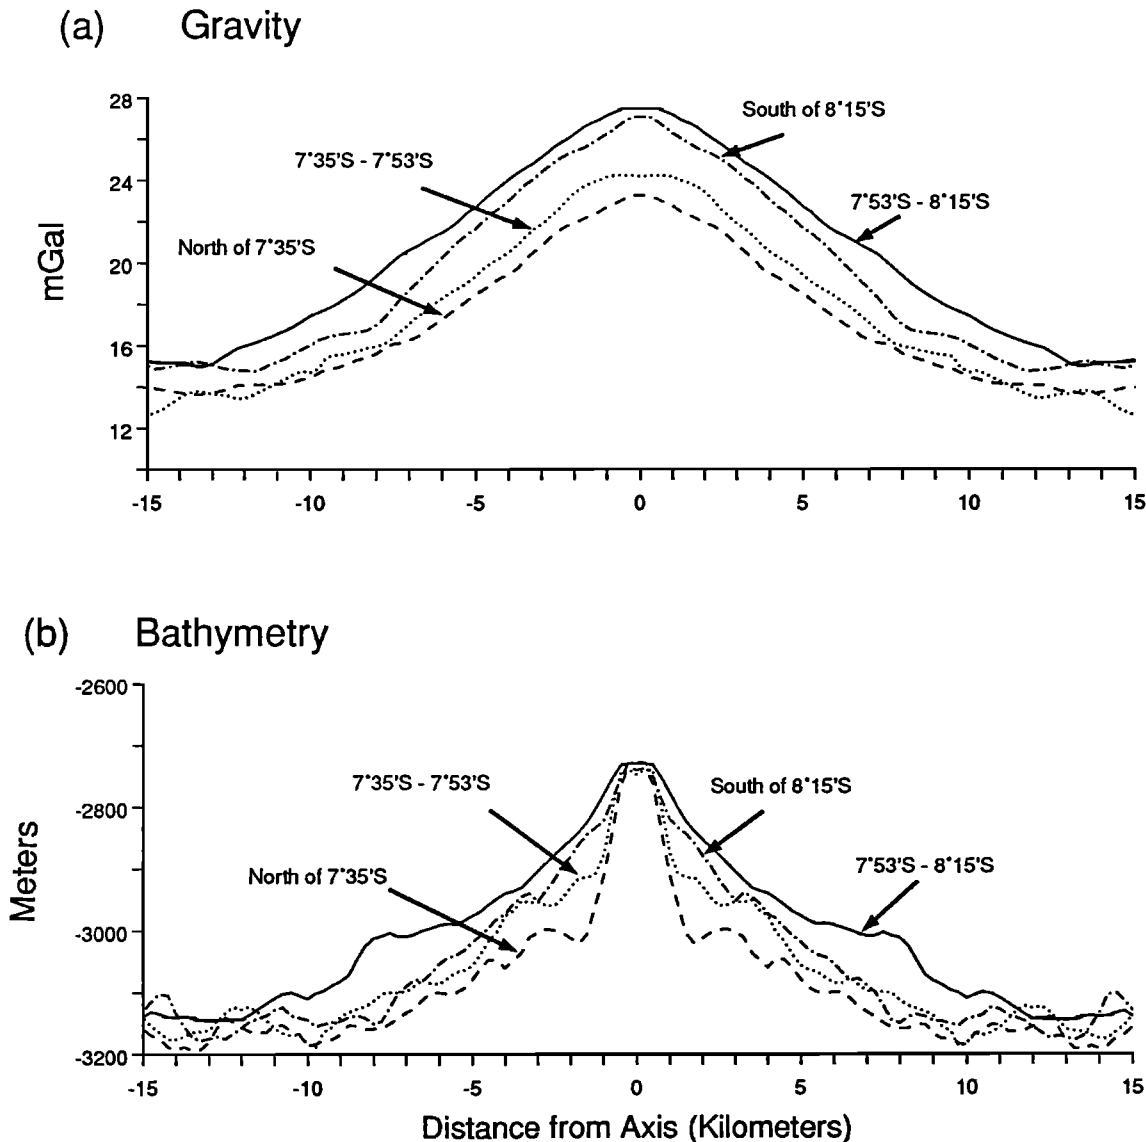 (a) Gravity
28
24
20
16
12
mGal
South of 8°15'S
7°35'S - 7°53'S
7°53'S - 8°15'S
North of 7°35'S
-15 -10 -5 0 5 10 15
(b) Bathymetry
-2600
-2800
-3000
-3200
Meters
7°35'S - 7°53'S
South of 8°15'S
North of 7°35'S
7°53'S - 8°15'S
-15 -10 -5 0 5 10 15
Distance from Axis (Kilometers)